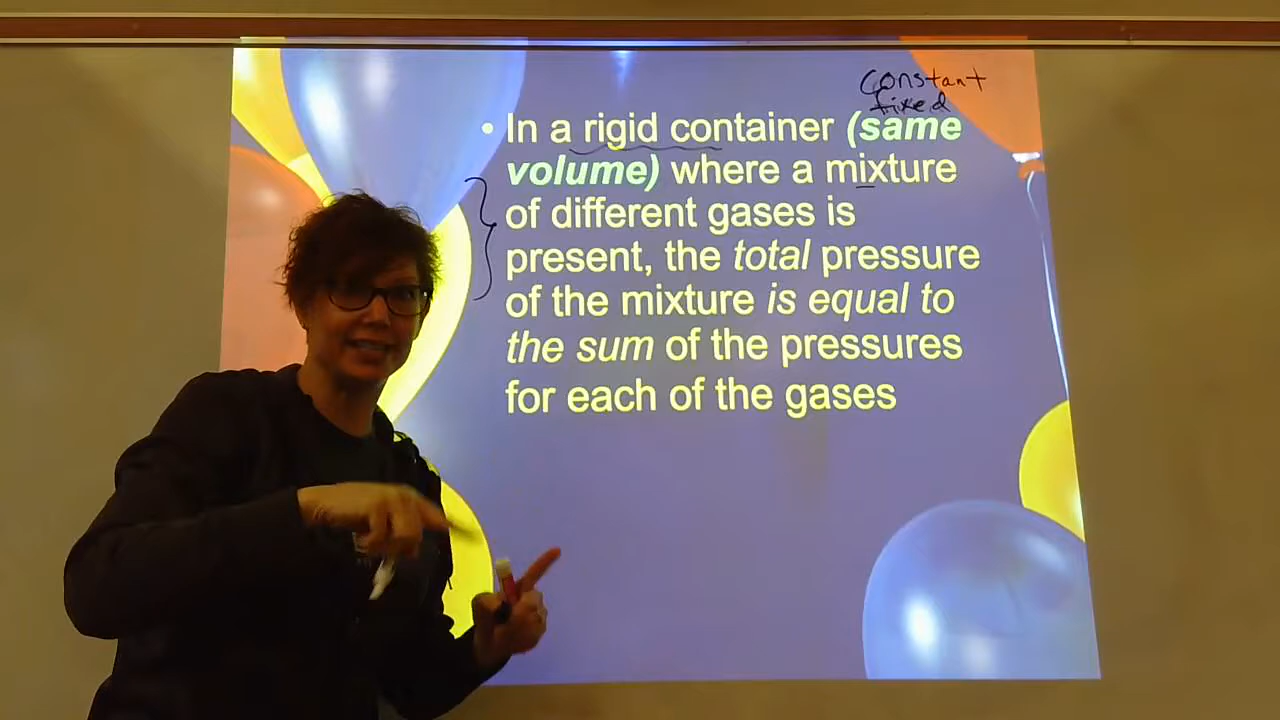 constant
fixed
• In a rigid container (same
volume) where a mixture
of different gases is
present, the total pressure
of the mixture is equal to
the sum of the pressures
for each of the gases